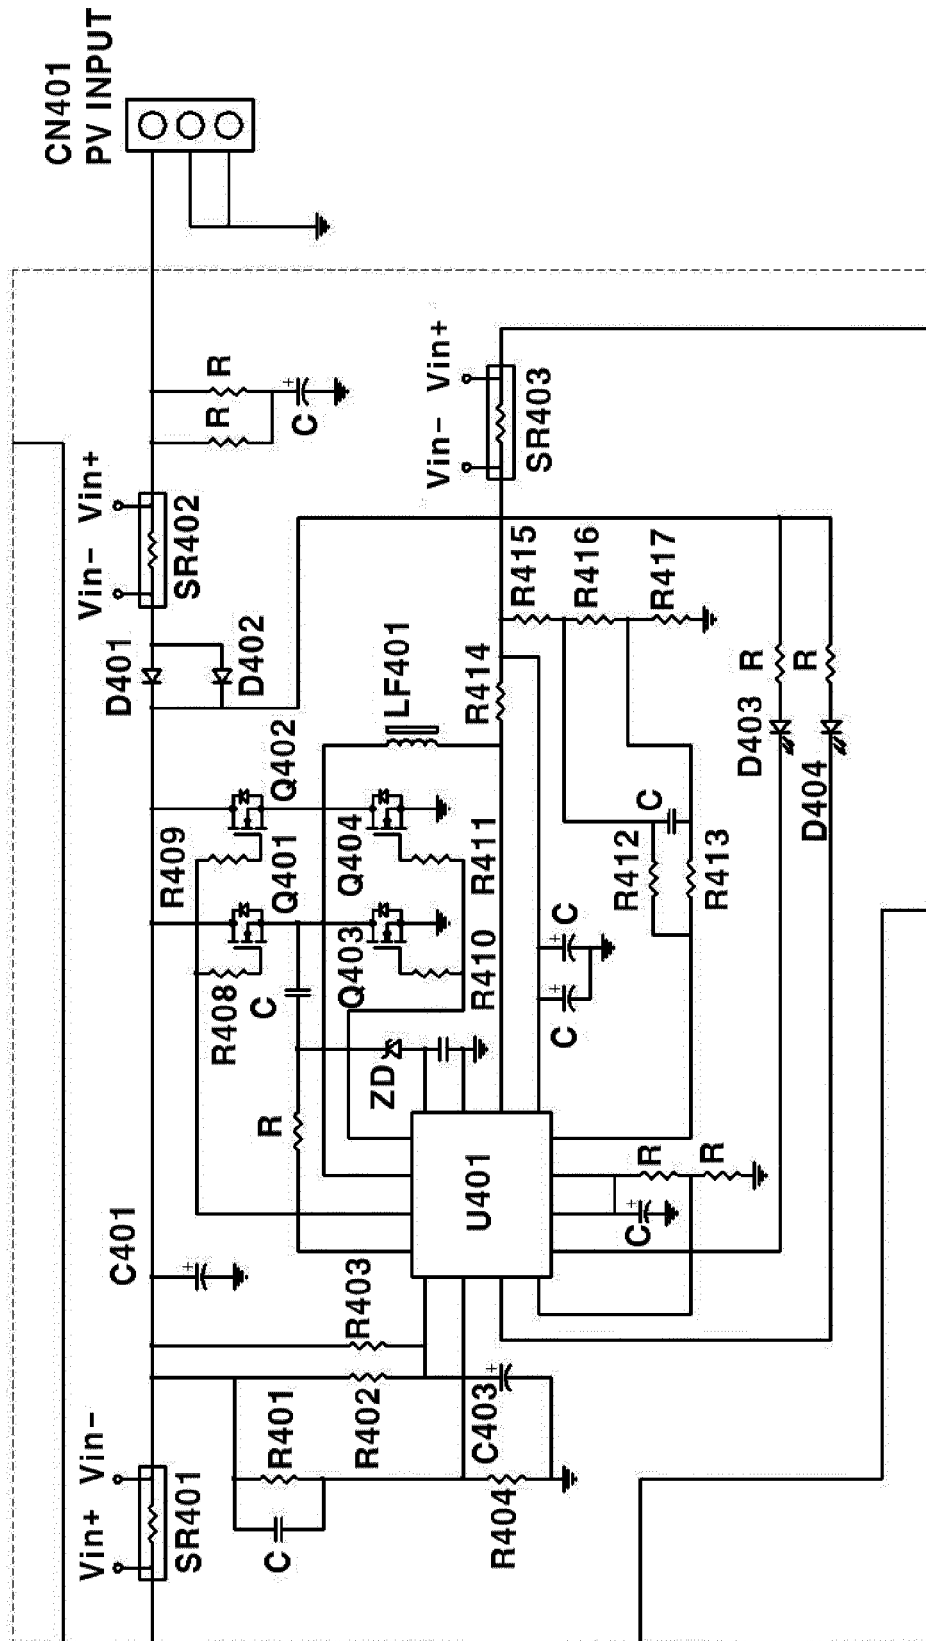 CN401
PV INPUT
R
R
C
+
Vin- Vin+
SR402
Vin- Vin+
SR403
D401
D402
LF401
R414
R415
R416
R417
R
R
D403
D404
Q402
Q401
R409
R408
Q404
Q403
R411
R410
C
R412
R413
C
+
C
+
C
ZD
R
U401
R
R
C
+
C401
+
R403
R402
R401
C403
+
R404
C
Vin+ Vin-
SR401